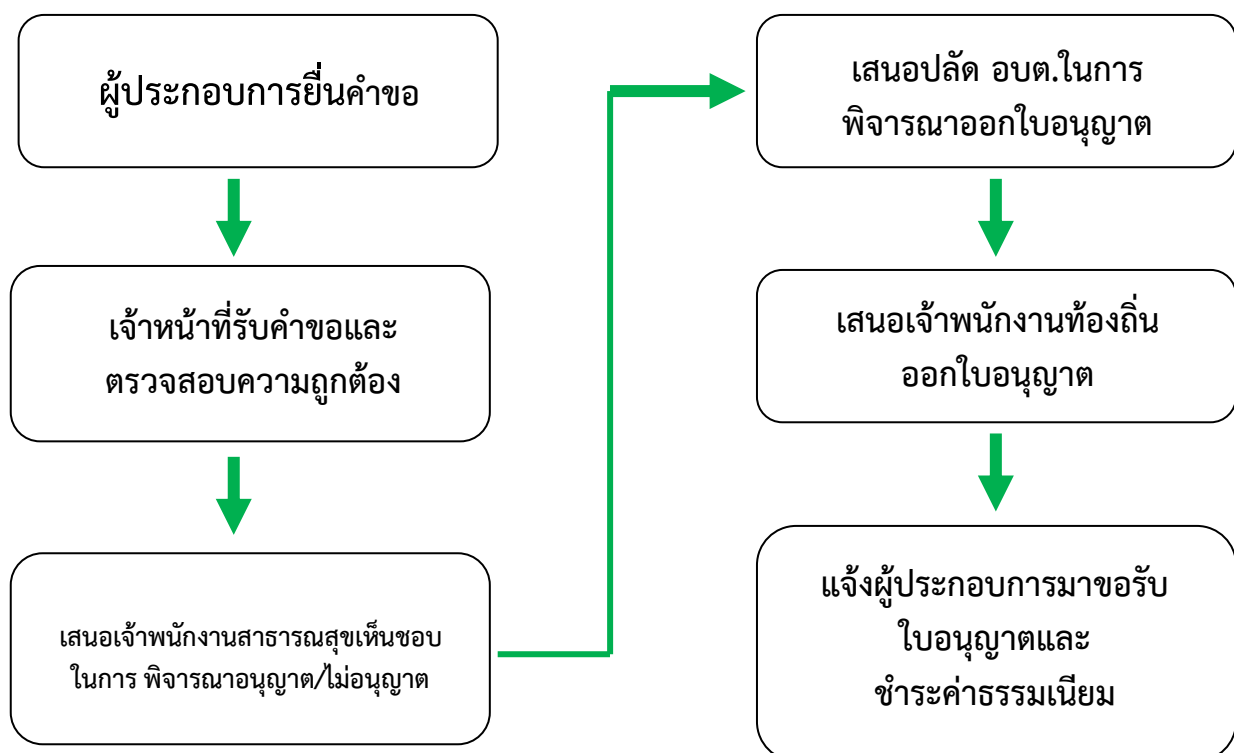 ผู้ประกอบการยื่นคำขอ
เจ้าหน้าที่รับคำขอและ
ตรวจสอบความถูกต้อง
เสนอเจ้าพนักงานสาธารณสุขเห็นชอบ
ในการ พิจารณาอนุญาต/ไม่อนุญาต
เสนอปลัด อบต.ในการ
พิจารณาออกใบอนุญาต
เสนอเจ้าพนักงานท้องถิ่น
ออกใบอนุญาต
แจ้งผู้ประกอบการมาขอรับ
ใบอนุญาตและ
ชำระค่าธรรมเนียม